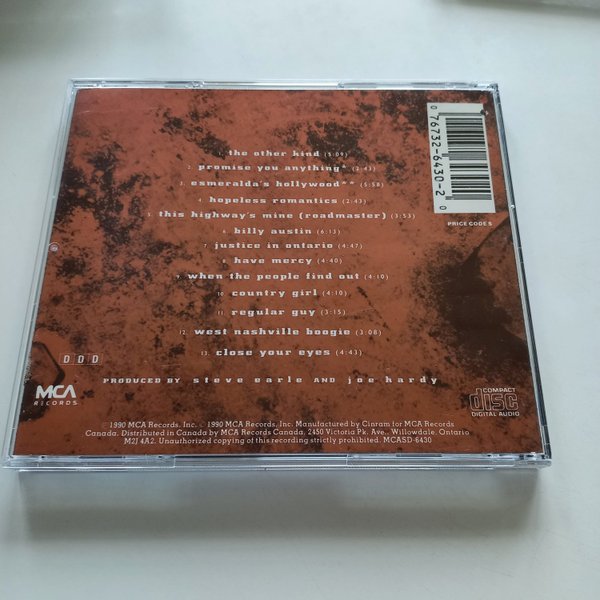 1. the other kind (5:09)
2. promise you anything* (2:43)
3. esmeralda's hollywood** (5:58)
4. hopeless romantics (2:43)
5. this highway's mine (roadmaster) (3:53)
6. billy austin (6:13)
7. justice in ontario (4:47)
8. have mercy (4:40)
9. when the people find out (4:10)
10. country girl (4:10)
11. regular guy (3:15)
12. west nashville boogie (3:08)
13. close your eyes (4:43)
PRODUCED BY steve earle AND joe hardy
0 76732-6430-2 0
PRICE CODE S
D D D
MCA
RECORDS
COMPACT
disc
DIGITAL AUDIO
℗ 1990 MCA Records, Inc. © 1990 MCA Records, Inc. Manufactured by Cinram for MCA Records
Canada. Distributed in Canada by MCA Records Canada, 2450 Victoria Pk. Ave., Willowdale, Ontario
M2J 4A2. Unauthorized copying of this recording strictly prohibited. MCASD-6430